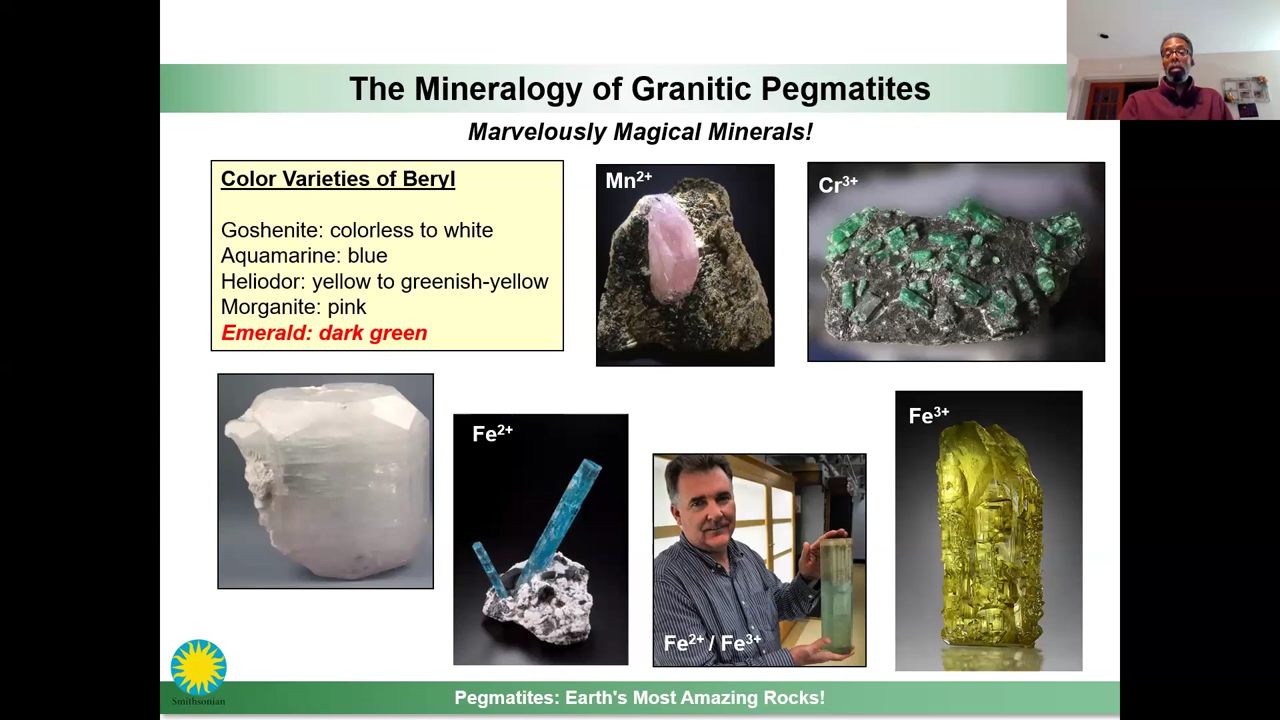 The Mineralogy of Granitic Pegmatites
Marvelously Magical Minerals!
Color Varieties of Beryl
Goshenite: colorless to white
Aquamarine: blue
Heliodor: yellow to greenish-yellow
Morganite: pink
Emerald: dark green
Mn²⁺
Cr³⁺
Fe²⁺
Fe²⁺ / Fe³⁺
Fe³⁺
Smithsonian
Pegmatites: Earth's Most Amazing Rocks!